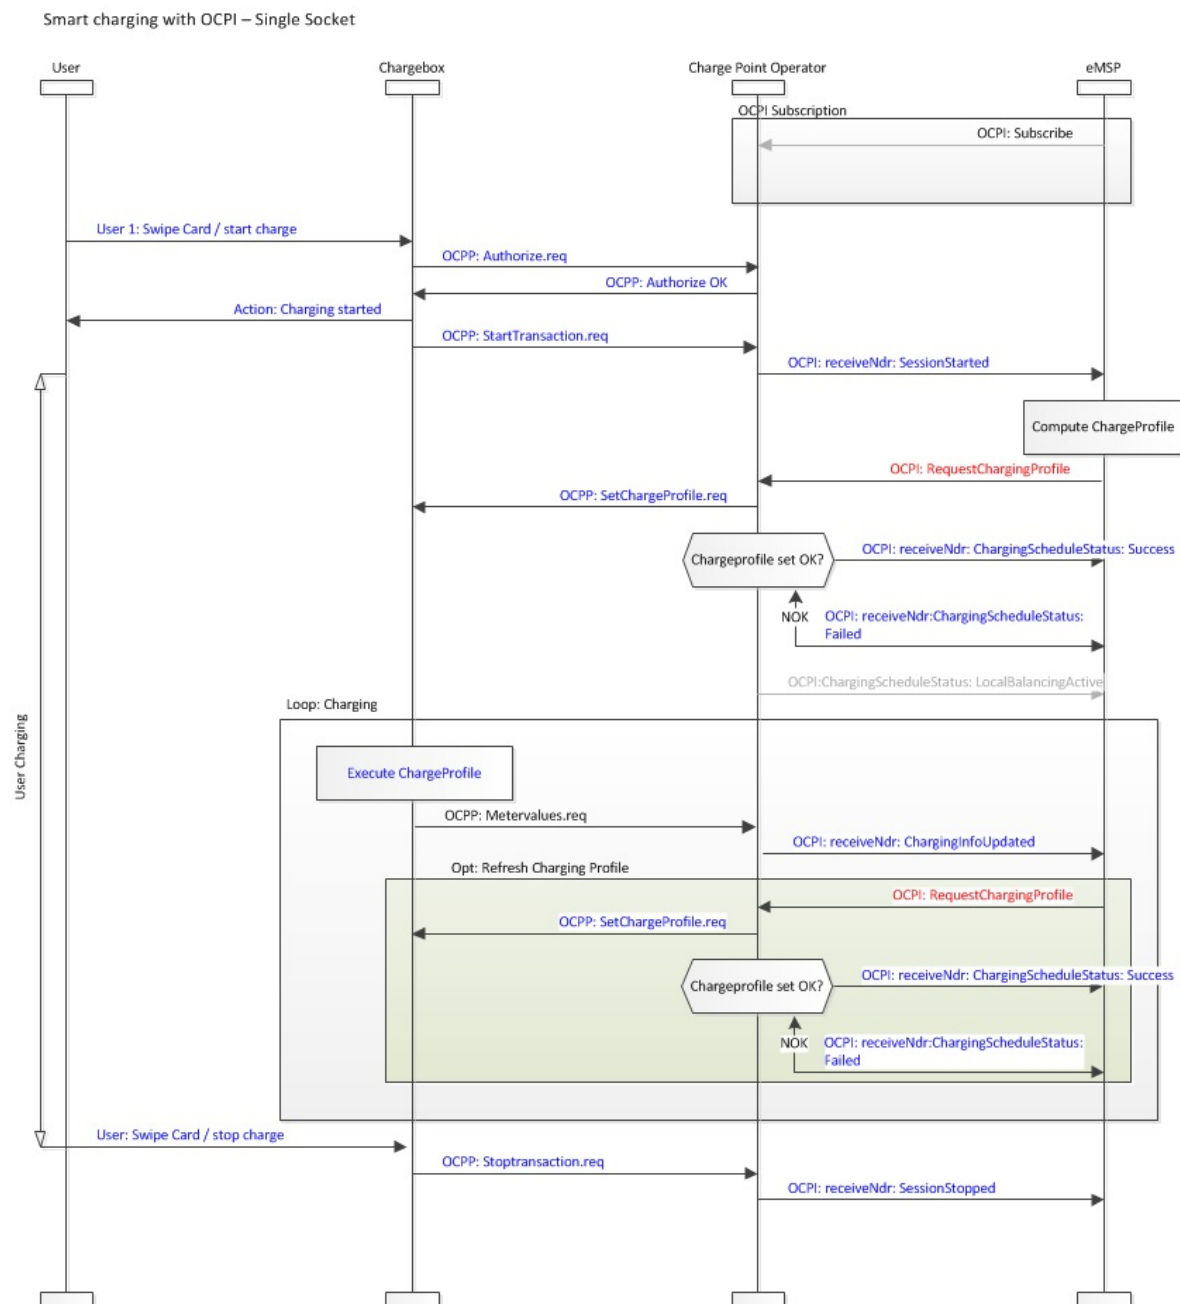 Smart charging with OCPI – Single Socket
User
Chargebox
Charge Point Operator
eMSP
OCPI Subscription
OCPI: Subscribe
User 1: Swipe Card / start charge
OCPP: Authorize.req
OCPP: Authorize OK
Action: Charging started
OCPP: StartTransaction.req
OCPI: receiveNdr: SessionStarted
Compute ChargeProfile
OCPI: RequestChargingProfile
OCPP: SetChargeProfile.req
Chargeprofile set OK?
OCPI: receiveNdr: ChargingScheduleStatus: Success
NOK
OCPI: receiveNdr:ChargingScheduleStatus:
Failed
OCPI:ChargingScheduleStatus: LocalBalancingActive
Loop: Charging
User Charging
Execute ChargeProfile
OCPP: Metervalues.req
OCPI: receiveNdr: ChargingInfoUpdated
Opt: Refresh Charging Profile
OCPI: RequestChargingProfile
OCPP: SetChargeProfile.req
Chargeprofile set OK?
OCPI: receiveNdr: ChargingScheduleStatus: Success
NOK
OCPI: receiveNdr:ChargingScheduleStatus:
Failed
User: Swipe Card / stop charge
OCPP: Stoptransaction.req
OCPI: receiveNdr: SessionStopped